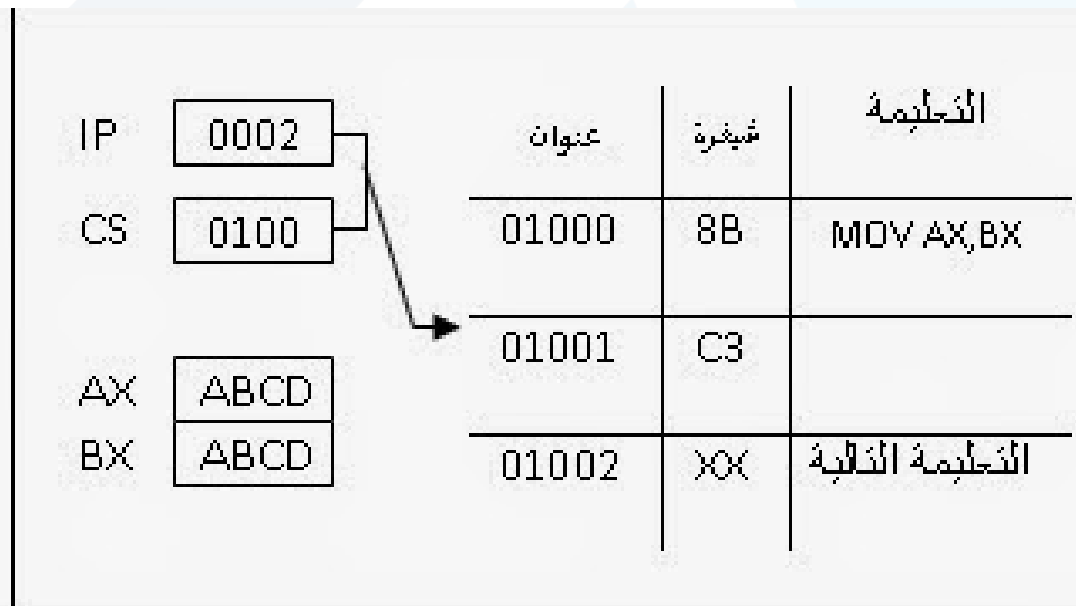 IP 0002
CS 0100
AX ABCD
BX ABCD
عنوان شيفرة التعليمة
01000 8B MOV AX,BX
01001 C3
01002 XX التعليمة التالية